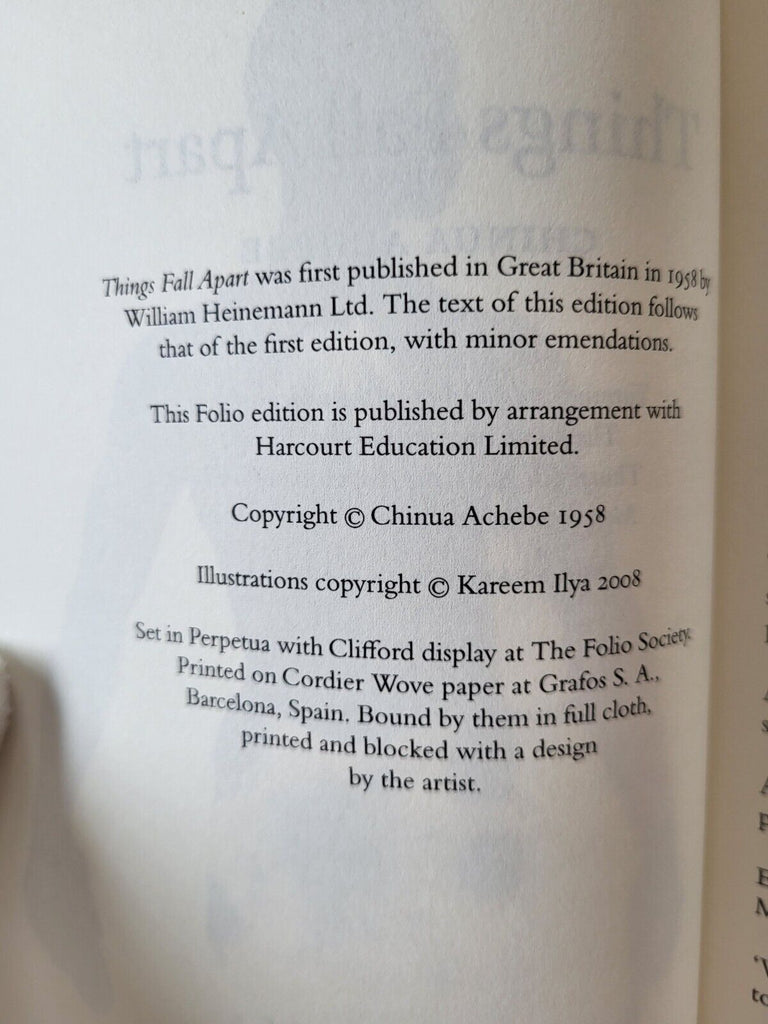 Things Fall Apart was first published in Great Britain in 1958 by
William Heinemann Ltd. The text of this edition follows
that of the first edition, with minor emendations.
This Folio edition is published by arrangement with
Harcourt Education Limited.
Copyright © Chinua Achebe 1958
Illustrations copyright © Kareem Ilya 2008
Set in Perpetua with Clifford display at The Folio Society.
Printed on Cordier Wove paper at Grafos S. A.,
Barcelona, Spain. Bound by them in full cloth,
printed and blocked with a design
by the artist.